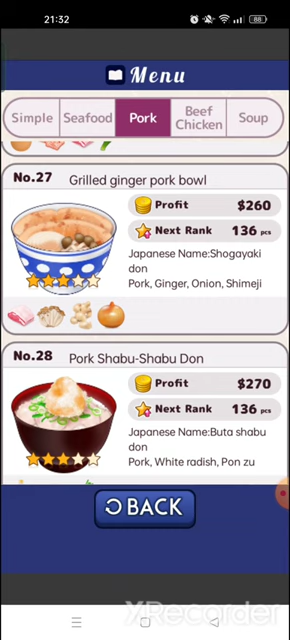 21:32
88
Menu
Simple
Seafood
Pork
Beef
Chicken
Soup
No.27 Grilled ginger pork bowl
Profit $260
Next Rank 136 pcs
Japanese Name:Shogayaki
don
Pork, Ginger, Onion, Shimeji
No.28 Pork Shabu-Shabu Don
Profit $270
Next Rank 136 pcs
Japanese Name:Buta shabu
don
Pork, White radish, Pon zu
BACK
XRecorder